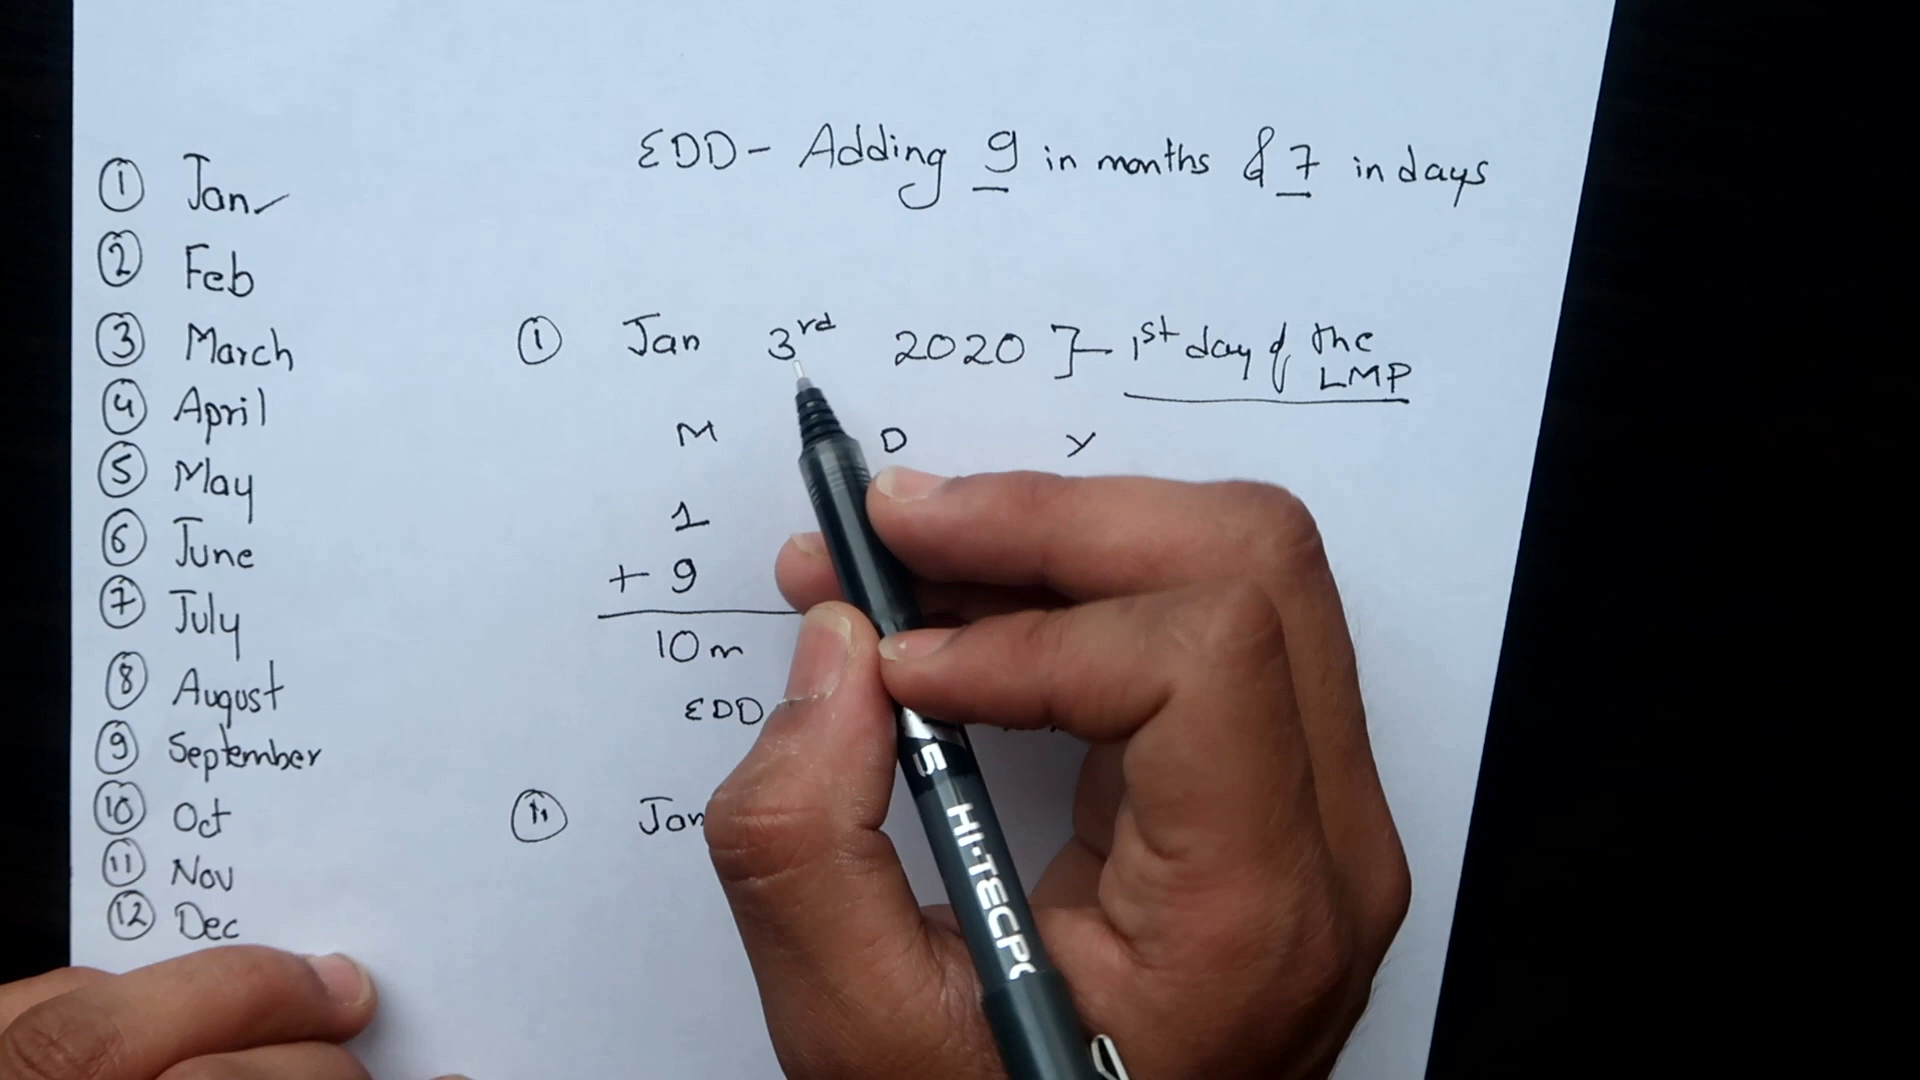 EDD - Adding 9 in months & 7 in days
① Jan
② Feb
③ March
④ April
⑤ May
⑥ June
⑦ July
⑧ August
⑨ September
⑩ Oct
⑪ Nov
⑫ Dec
① Jan 3rd 2020 }- 1st day of the LMP
M D Y
1
+ 9
10m
EDD
Jan
5
HI-TECP